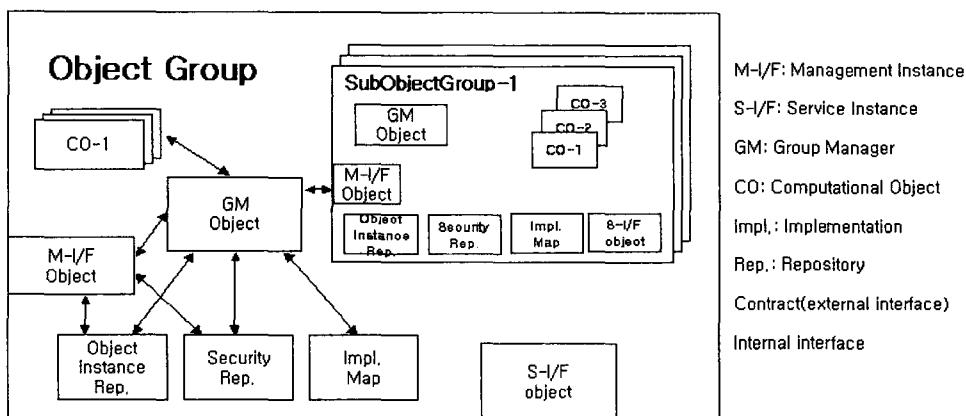 Object Group
CO-1
GM
Object
M-I/F
Object
Object
Instance
Rep.
Security
Rep.
Impl.
Map
S-I/F
object
SubObjectGroup-1
GM
Object
CO-3
CO-2
CO-1
M-I/F
Object
Object
Instance
Rep.
Security
Rep.
Impl.
Map
S-I/F
object
M-I/F: Management Instance
S-I/F: Service Instance
GM: Group Manager
CO: Computational Object
Impl.: Implementation
Rep.: Repository
Contract(external interface)
Internal interface